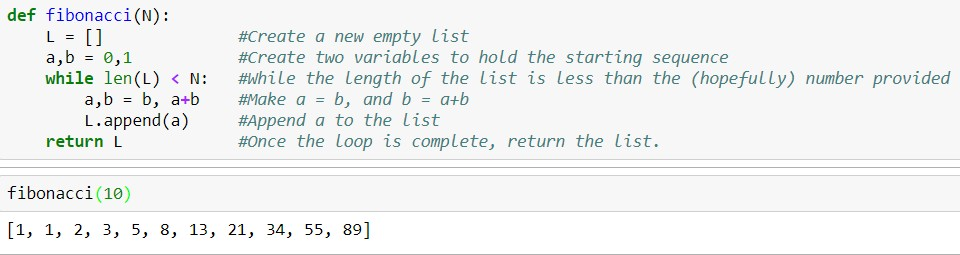 def fibonacci(N):
    L = []              #Create a new empty list
    a,b = 0,1           #Create two variables to hold the starting sequence
    while len(L) < N:   #While the length of the list is less than the (hopefully) number provided
        a,b = b, a+b    #Make a = b, and b = a+b
        L.append(a)     #Append a to the list
    return L            #Once the loop is complete, return the list.
fibonacci(10)
[1, 1, 2, 3, 5, 8, 13, 21, 34, 55, 89]